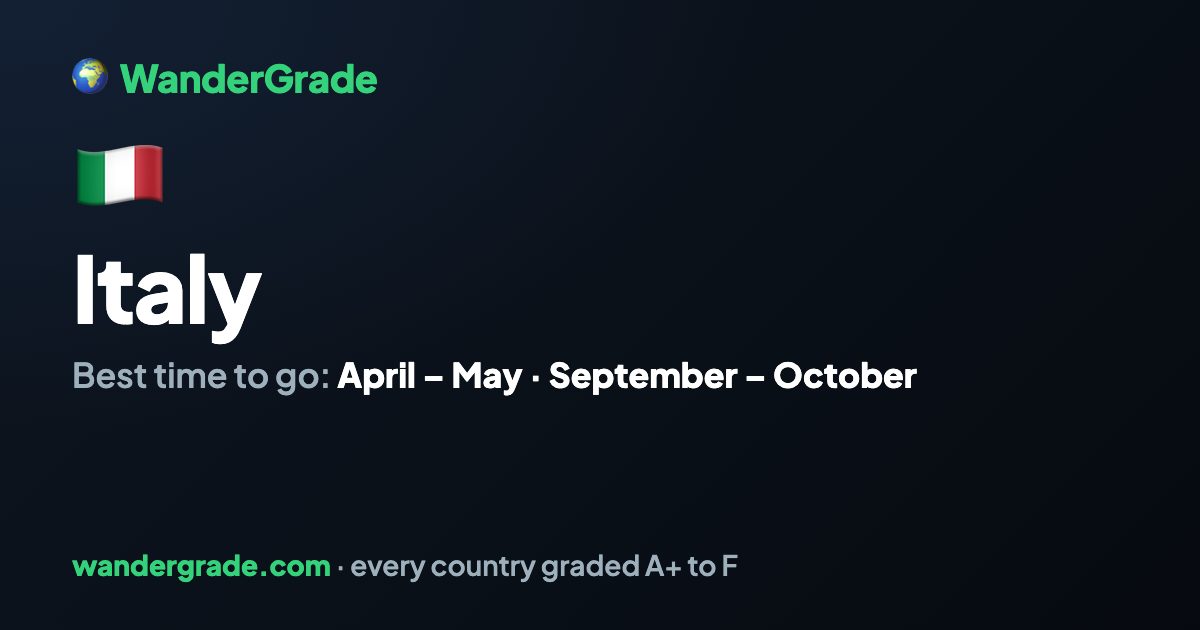 WanderGrade
Italy
Best time to go: April – May · September – October
wandergrade.com · every country graded A+ to F